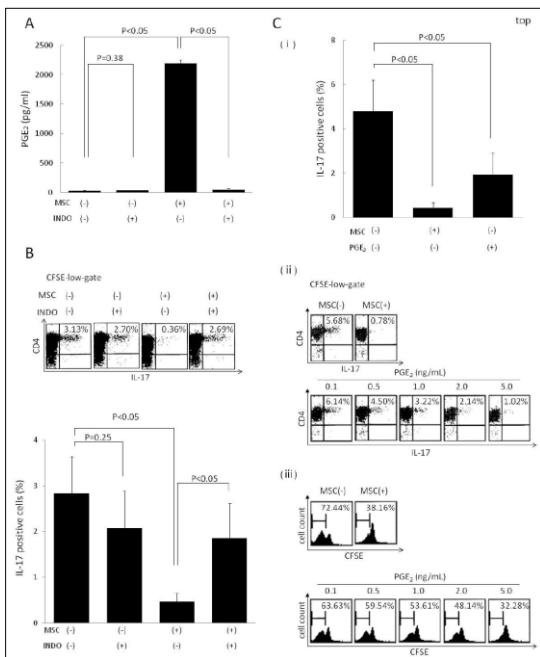 A
P<0.05
P<0.05
P=0.38
PGE2 (pg/ml)
2500
2000
1500
1000
500
0
MSC (-) (-) (+) (+)
INDO (-) (+) (-) (+)
B
CFSE-low-gate
MSC (-) (-) (+) (+)
INDO (-) (+) (-) (+)
3.13% 2.70% 0.36% 2.69%
CD4
IL-17
P<0.05
P=0.25
P<0.05
IL-17 positive cells (%)
4
3
2
1
0
MSC (-) (-) (+) (+)
INDO (-) (+) (-) (+)
C
top
(i)
P<0.05
P<0.05
IL-17 positive cells (%)
8
6
4
2
0
MSC (-) (+) (-)
PGE2 (-) (-) (+)
(ii)
CFSE-low-gate
MSC(-) MSC(+)
5.68% 0.78%
CD4
IL-17
PGE2 (ng/mL)
0.1 0.5 1.0 2.0 5.0
6.14% 4.50% 3.22% 2.14% 1.02%
CD4
IL-17
(iii)
MSC(-) MSC(+)
72.44% 38.16%
cell count
CFSE
PGE2 (ng/mL)
0.1 0.5 1.0 2.0 5.0
63.63% 59.54% 53.61% 48.14% 32.28%
cell count
CFSE